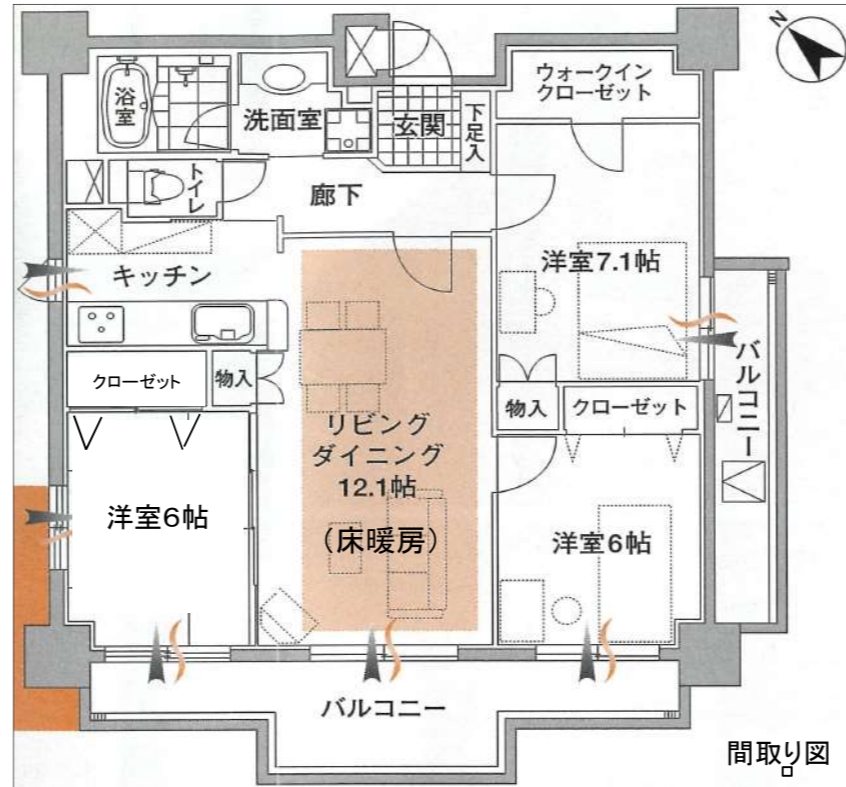 N
ウォークイン
クローゼット
浴室
洗面室
玄関
下足入
トイレ
廊下
洋室7.1帖
キッチン
バルコニー
クローゼット
物入
物入
クローゼット
リビング
ダイニング
12.1帖
(床暖房)
洋室6帖
洋室6帖
バルコニー
間取り図